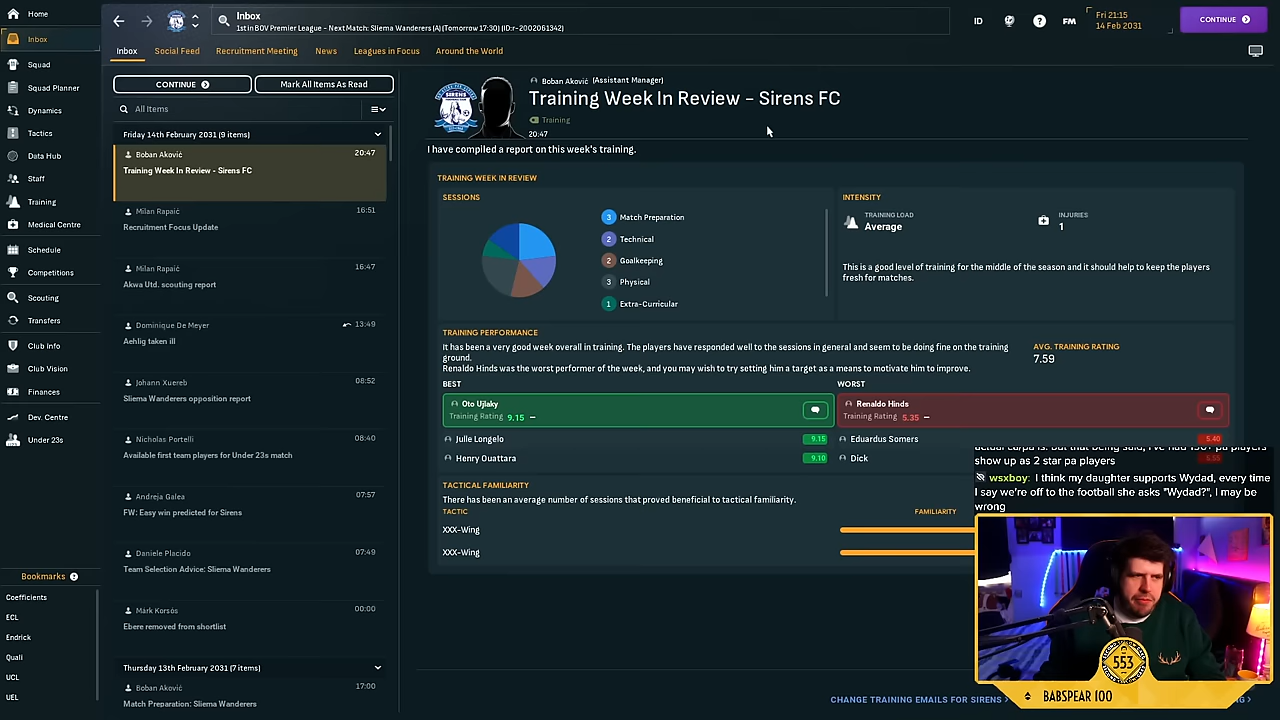 Home
Inbox
Squad
Squad Planner
Dynamics
Tactics
Data Hub
Staff
Training
Medical Centre
Schedule
Competitions
Scouting
Transfers
Club Info
Club Vision
Finances
Dev. Centre
Under 23s
Bookmarks
Coefficients
ECL
Endrick
Quali
UCL
UEL
Inbox
1st in BOV Premier League - Next Match: Sliema Wanderers (A) (Tomorrow 17:30) (ID:r-2002061342)
ID
FM
Fri 21:15
14 Feb 2031
CONTINUE
Inbox
Social Feed
Recruitment Meeting
News
Leagues in Focus
Around the World
CONTINUE
Mark All Items As Read
All Items
Friday 14th February 2031 (9 items)
Boban Aković 20:47
Training Week In Review - Sirens FC
Milan Rapaić 16:51
Recruitment Focus Update
Milan Rapaić 16:47
Akwa Utd. scouting report
Dominique De Meyer 13:49
Aehlig taken ill
Johann Xuereb 08:52
Sliema Wanderers opposition report
Nicholas Portelli 08:40
Available first team players for Under 23s match
Andreja Galea 07:57
FW: Easy win predicted for Sirens
Daniele Placido 07:49
Team Selection Advice: Sliema Wanderers
Márk Korsós 00:00
Ebere removed from shortlist
Thursday 13th February 2031 (7 items)
Boban Aković 17:00
Match Preparation: Sliema Wanderers
SIRENS
Boban Aković (Assistant Manager)
Training Week In Review - Sirens FC
Training
20:47
I have compiled a report on this week's training.
TRAINING WEEK IN REVIEW
SESSIONS
3 Match Preparation
2 Technical
2 Goalkeeping
3 Physical
1 Extra-Curricular
INTENSITY
TRAINING LOAD
Average
INJURIES
1
This is a good level of training for the middle of the season and it should help to keep the players
fresh for matches.
TRAINING PERFORMANCE
It has been a very good week overall in training. The players have responded well to the sessions in general and seem to be doing fine on the training
ground.
Renaldo Hinds was the worst performer of the week, and you may wish to try setting him a target as a means to motivate him to improve.
AVG. TRAINING RATING
7.59
BEST
Oto Ujlaky
Training Rating 9.15 –
Julle Longelo 9.15
Henry Ouattara 9.10
WORST
Renaldo Hinds
Training Rating 5.35 –
Eduardus Somers 5.40
Dick
TACTICAL FAMILIARITY
There has been an average number of sessions that proved beneficial to tactical familiarity.
TACTIC FAMILIARITY
XXX-Wing
XXX-Wing
show up as 2 star pa players
wsxboy: I think my daughter supports Wydad, every time
I say we're off to the football she asks "Wydad?", I may be
wrong
553
BABSPEAR 100
CHANGE TRAINING EMAILS FOR SIRENS